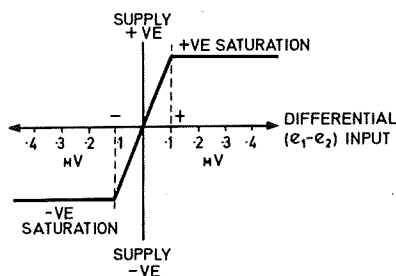 SUPPLY
+VE
+VE SATURATION
- +
DIFFERENTIAL
(e₁-e₂) INPUT
·4 ·3 ·2 ·1 ·1 ·2 ·3 ·4
MV MV
-VE
SATURATION
SUPPLY
-VE